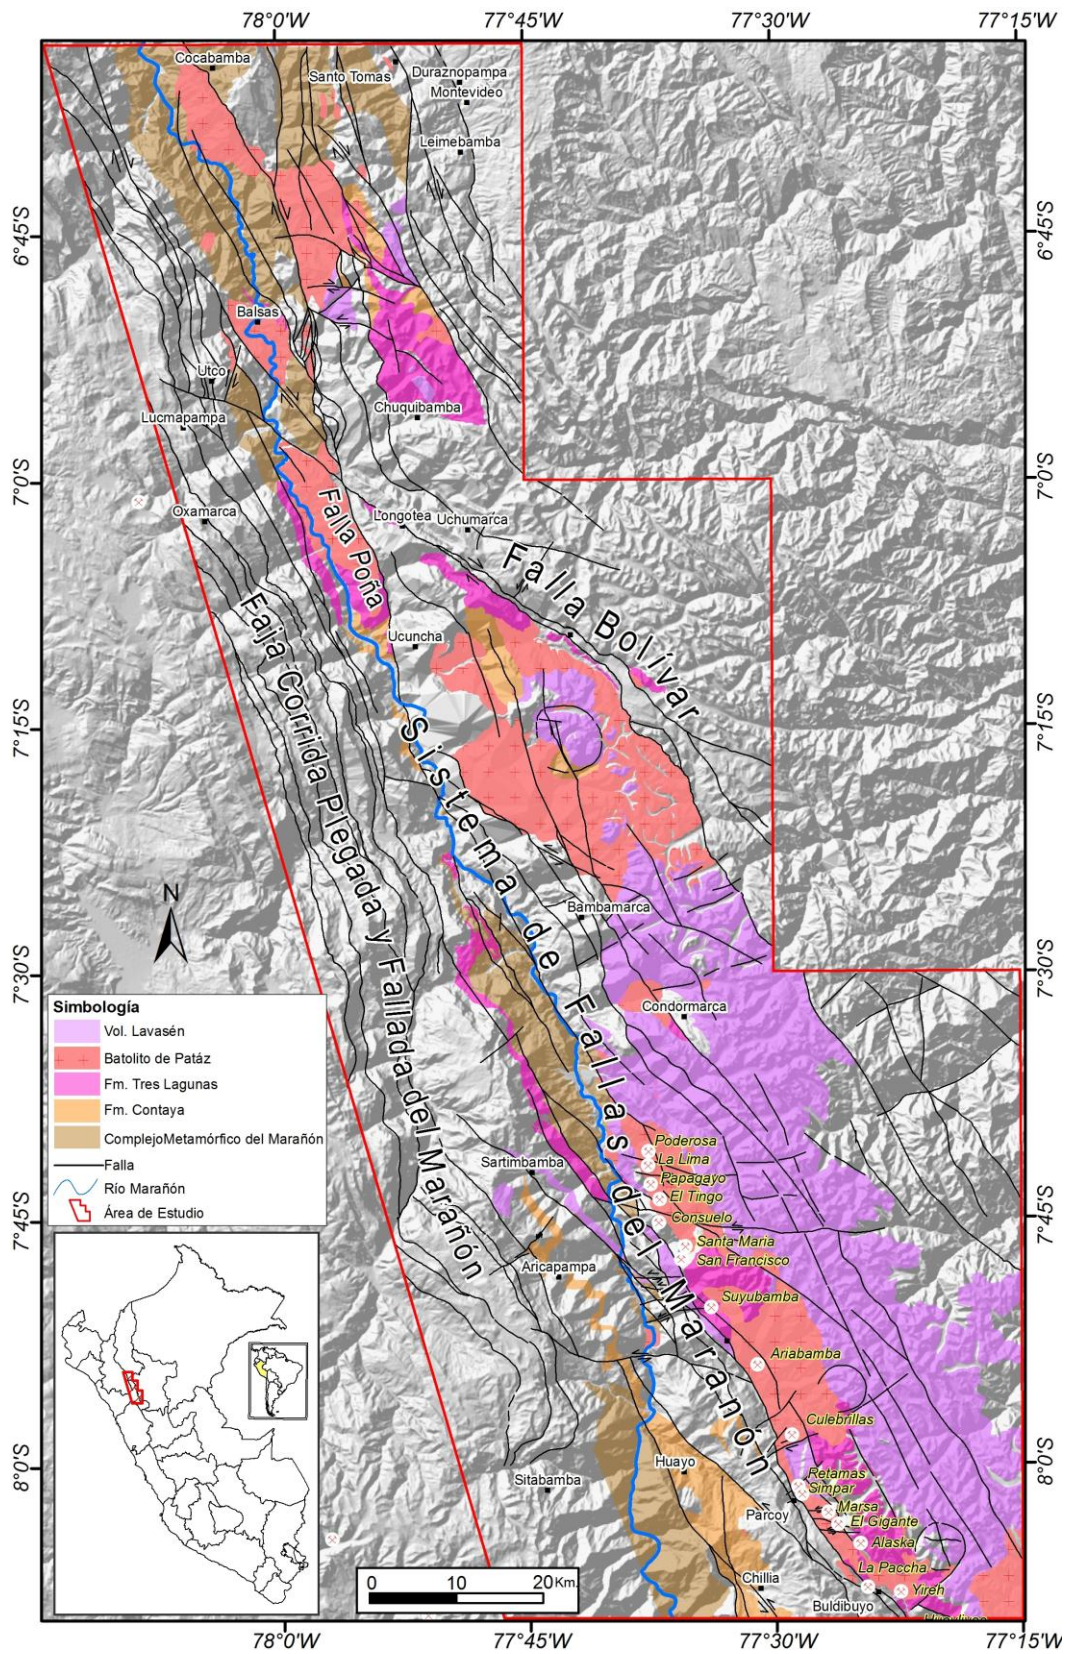 78°0'W 77°45'W 77°30'W 77°15'W
Cocabamba
Santo Tomas
Duraznopampa
Montevideo
Leimebamba
6°45'S
6°45'S
Balsas
Utco
Lucmapampa
Chuquibamba
7°0'S
7°0'S
Oxamarca
Falla Poña
Longotea
Uchumarca
Falla Bolívar
Faja Corrida Plegada y Fallada del Marañón
Ucuncha
7°15'S
7°15'S
Sistema de Fallas del Marañón
N
Bambamarca
7°30'S
7°30'S
Condormarca
Simbología
Vol. Lavasén
Batolito de Patáz
Fm. Tres Lagunas
Fm. Contaya
ComplejoMetamórfico del Marañón
Falla
Río Marañón
Área de Estudio
Poderosa
La Lima
Papagayo
El Tingo
Consuelo
Santa Maria
San Francisco
Sartimbamba
7°45'S
7°45'S
Aricapampa
Suyubamba
Ariabamba
Culebrillas
8°0'S
8°0'S
Huayo
Sitabamba
Retamas
Simpar
Parcoy
Marsa
El Gigante
Alaska
La Paccha
Chillia
Yireh
Buldibuyo
0 10 20 Km.
78°0'W 77°45'W 77°30'W 77°15'W